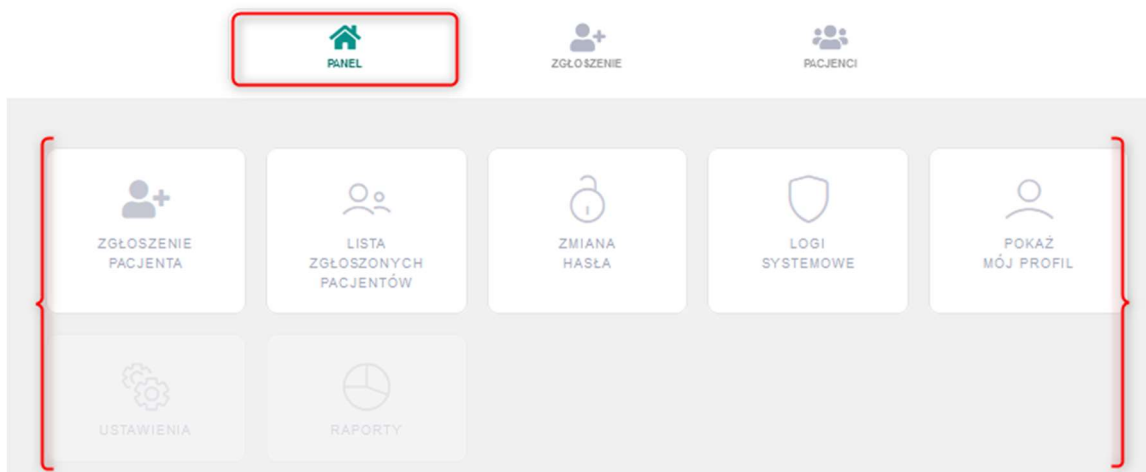 PANEL
ZGŁOSZENIE
PACJENCI
ZGŁOSZENIE
PACJENTA
LISTA
ZGŁOSZONYCH
PACJENTÓW
ZMIANA
HASŁA
LOGI
SYSTEMOWE
POKAŻ
MÓJ PROFIL
USTAWIENIA
RAPORTY